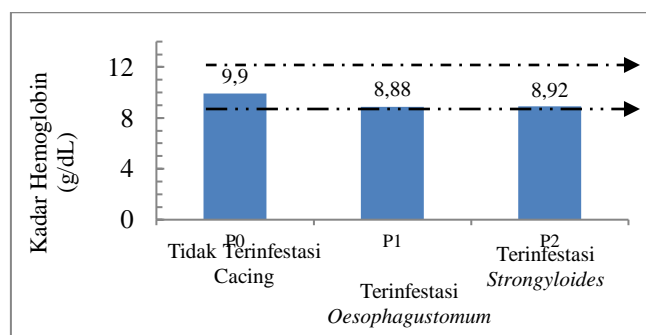 Kadar Hemoglobin
(g/dL)
12
8
4
0
9,9
8,88
8,92
P0
P1
P2
Tidak Terinfestasi
Cacing
Terinfestasi
Oesophagustomum
Terinfestasi
Strongyloides